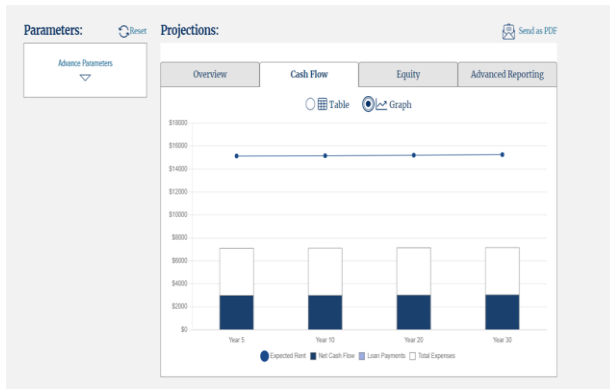 Parameters:
Reset
Projections:
Send as PDF
Advance Parameters
Overview
Cash Flow
Equity
Advanced Reporting
Table
Graph
$18000
$16000
$14000
$12000
$10000
$8000
$6000
$4000
$2000
$0
Year 5
Year 10
Year 20
Year 30
Expected Rent
Net Cash Flow
Loan Payments
Total Expenses